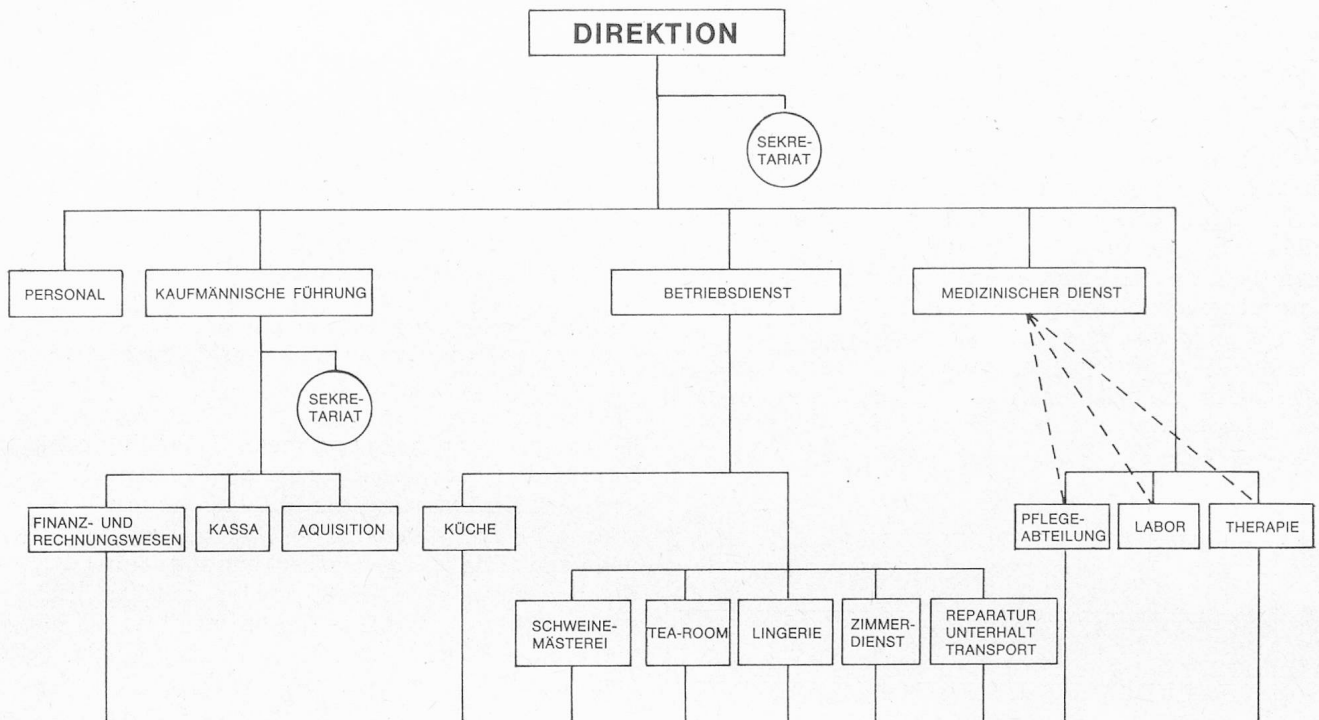 DIREKTION
SEKRE-
TARIAT
PERSONAL
KAUFMÄNNISCHE FÜHRUNG
BETRIEBSDIENST
MEDIZINISCHER DIENST
SEKRE-
TARIAT
FINANZ- UND
RECHNUNGSWESEN
KASSA
AQUISITION
KÜCHE
PFLEGE-
ABTEILUNG
LABOR
THERAPIE
SCHWEINE-
MÄSTEREI
TEA-ROOM
LINGERIE
ZIMMER-
DIENST
REPARATUR
UNTERHALT
TRANSPORT